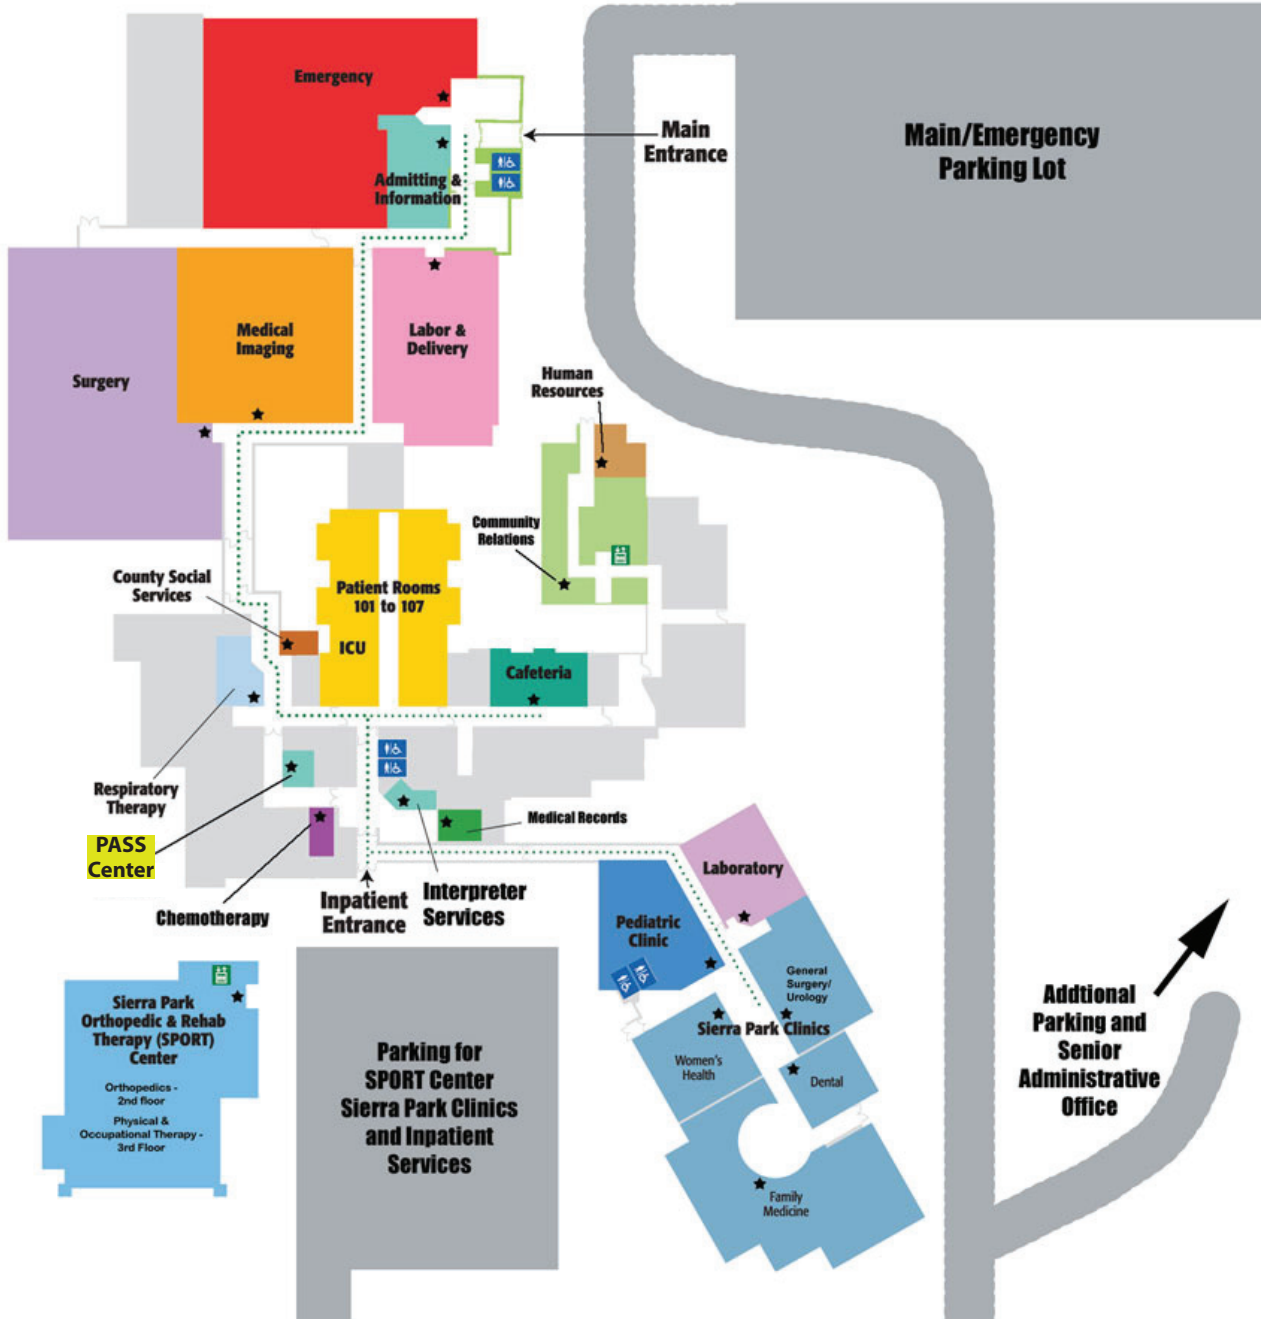 Emergency
Main
Entrance
Main/Emergency
Parking Lot
Admitting &
Information
Medical
Imaging
Labor &
Delivery
Surgery
Human
Resources
Community
Relations
County Social
Services
Patient Rooms
101 to 107
ICU
Cafeteria
Respiratory
Therapy
PASS
Center
Medical Records
Chemotherapy
Inpatient
Entrance
Interpreter
Services
Laboratory
Pediatric
Clinic
General
Surgery/
Urology
Sierra Park Clinics
Women's
Health
Dental
Family
Medicine
Sierra Park
Orthopedic & Rehab
Therapy (SPORT)
Center
Orthopedics -
2nd floor
Physical &
Occupational Therapy -
3rd Floor
Parking for
SPORT Center
Sierra Park Clinics
and Inpatient
Services
Addtional
Parking and
Senior
Administrative
Office